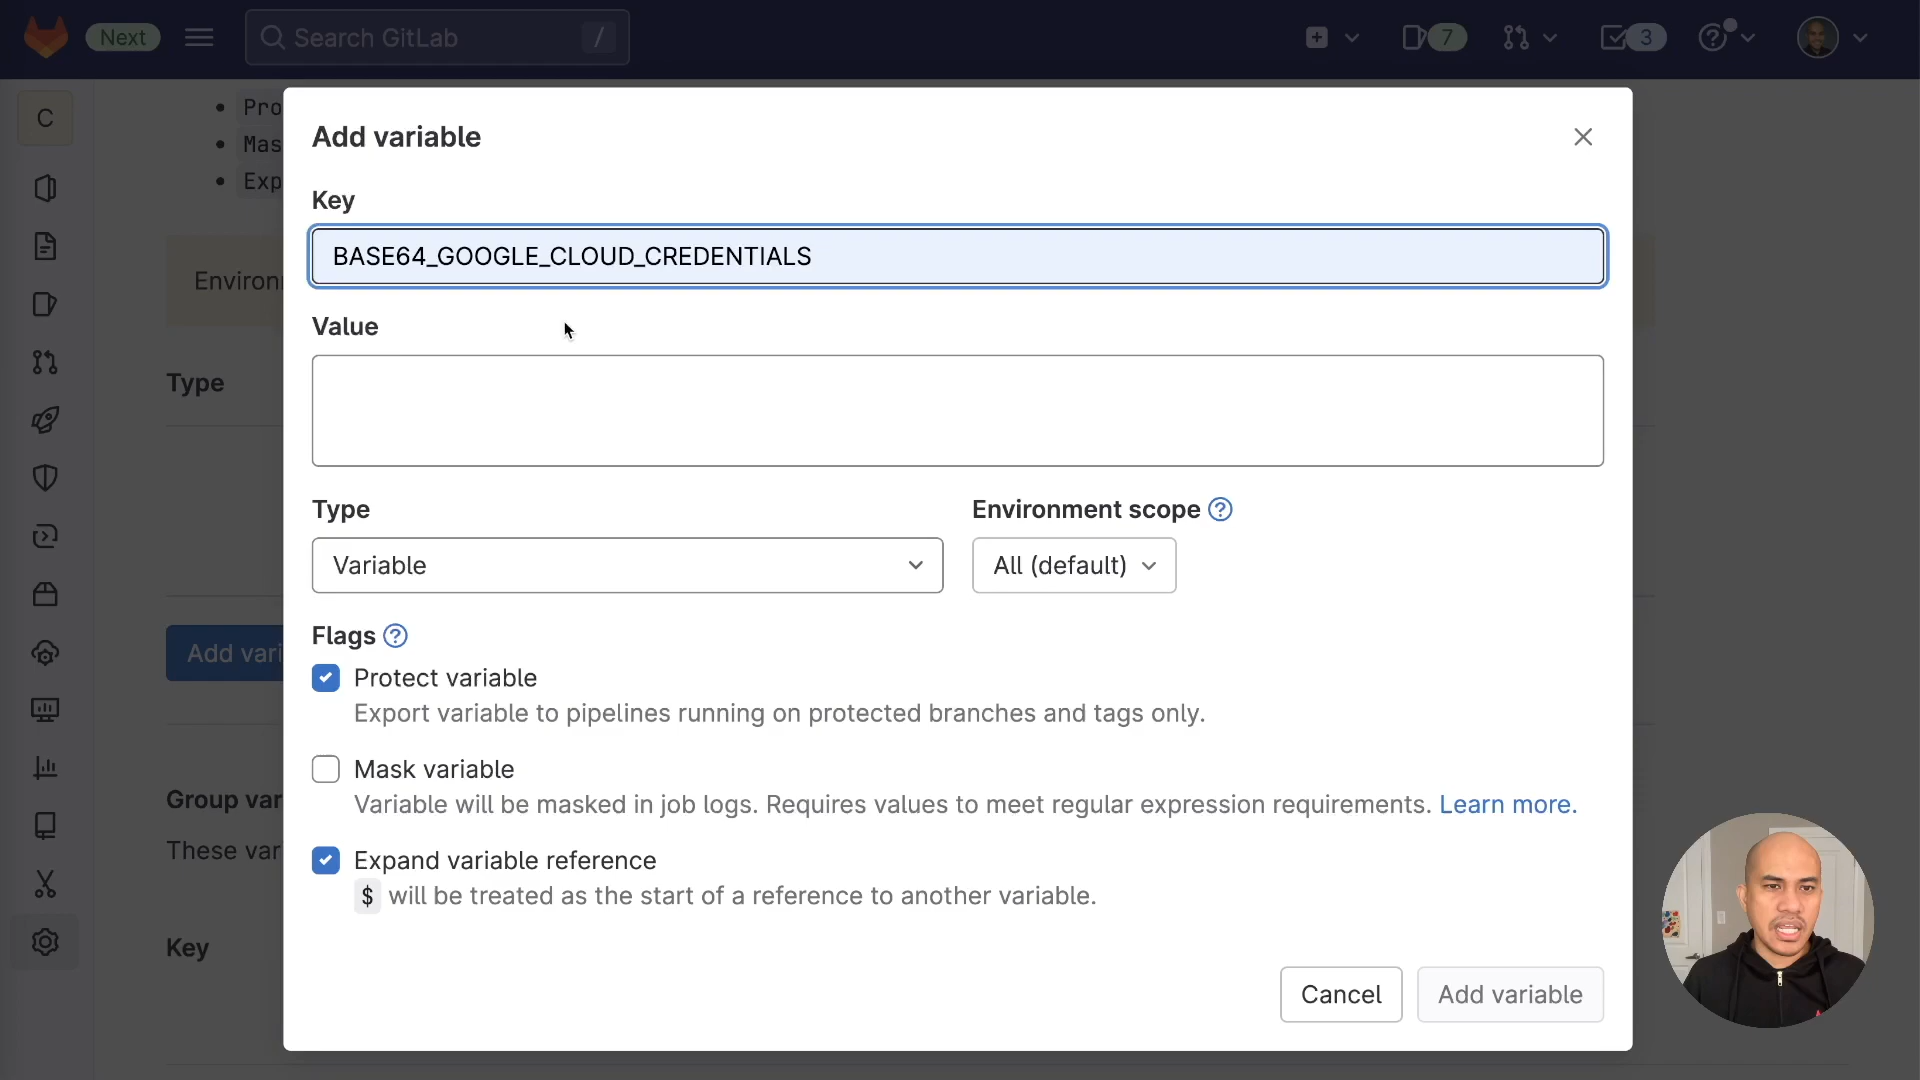 Next
Search GitLab
/
7
3
C
Pro
Mas
Exp
Environ
Type
Add vari
Group var
These var
Key
Add variable
Key
BASE64_GOOGLE_CLOUD_CREDENTIALS
Value
Type
Environment scope ?
Variable
All (default)
Flags ?
Protect variable
Export variable to pipelines running on protected branches and tags only.
Mask variable
Variable will be masked in job logs. Requires values to meet regular expression requirements. Learn more.
Expand variable reference
$ will be treated as the start of a reference to another variable.
Cancel
Add variable